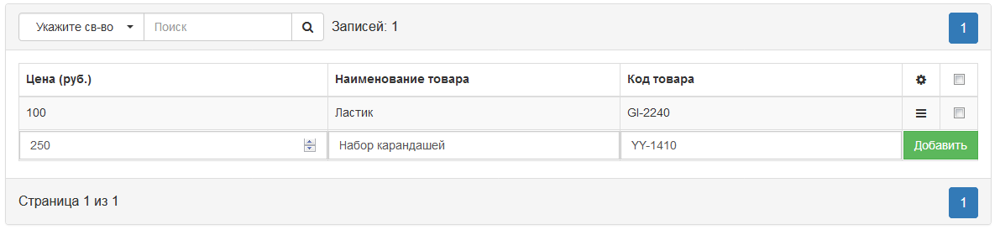 Укажите св-во Поиск Записей: 1 1
Цена (руб.) Наименование товара Код товара
100 Ластик GI-2240
250 Набор карандашей YY-1410 Добавить
Страница 1 из 1 1